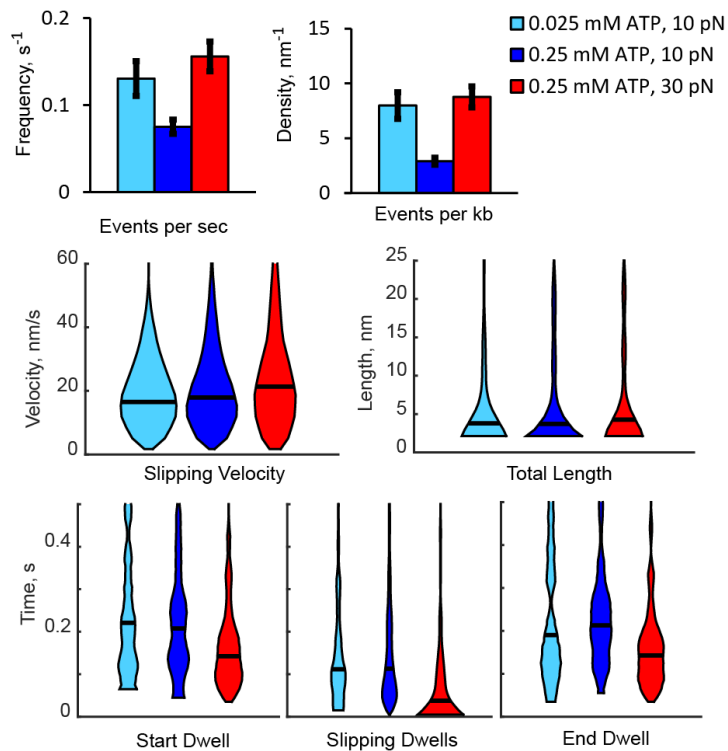 0.2
0.1
0
Frequency, s-1
Events per sec
15
10
5
0
Density, nm-1
Events per kb
0.025 mM ATP, 10 pN
0.25 mM ATP, 10 pN
0.25 mM ATP, 30 pN
60
40
20
0
Velocity, nm/s
Slipping Velocity
25
20
15
10
5
0
Length, nm
Total Length
0.4
0.2
0
Time, s
Start Dwell
Slipping Dwells
End Dwell